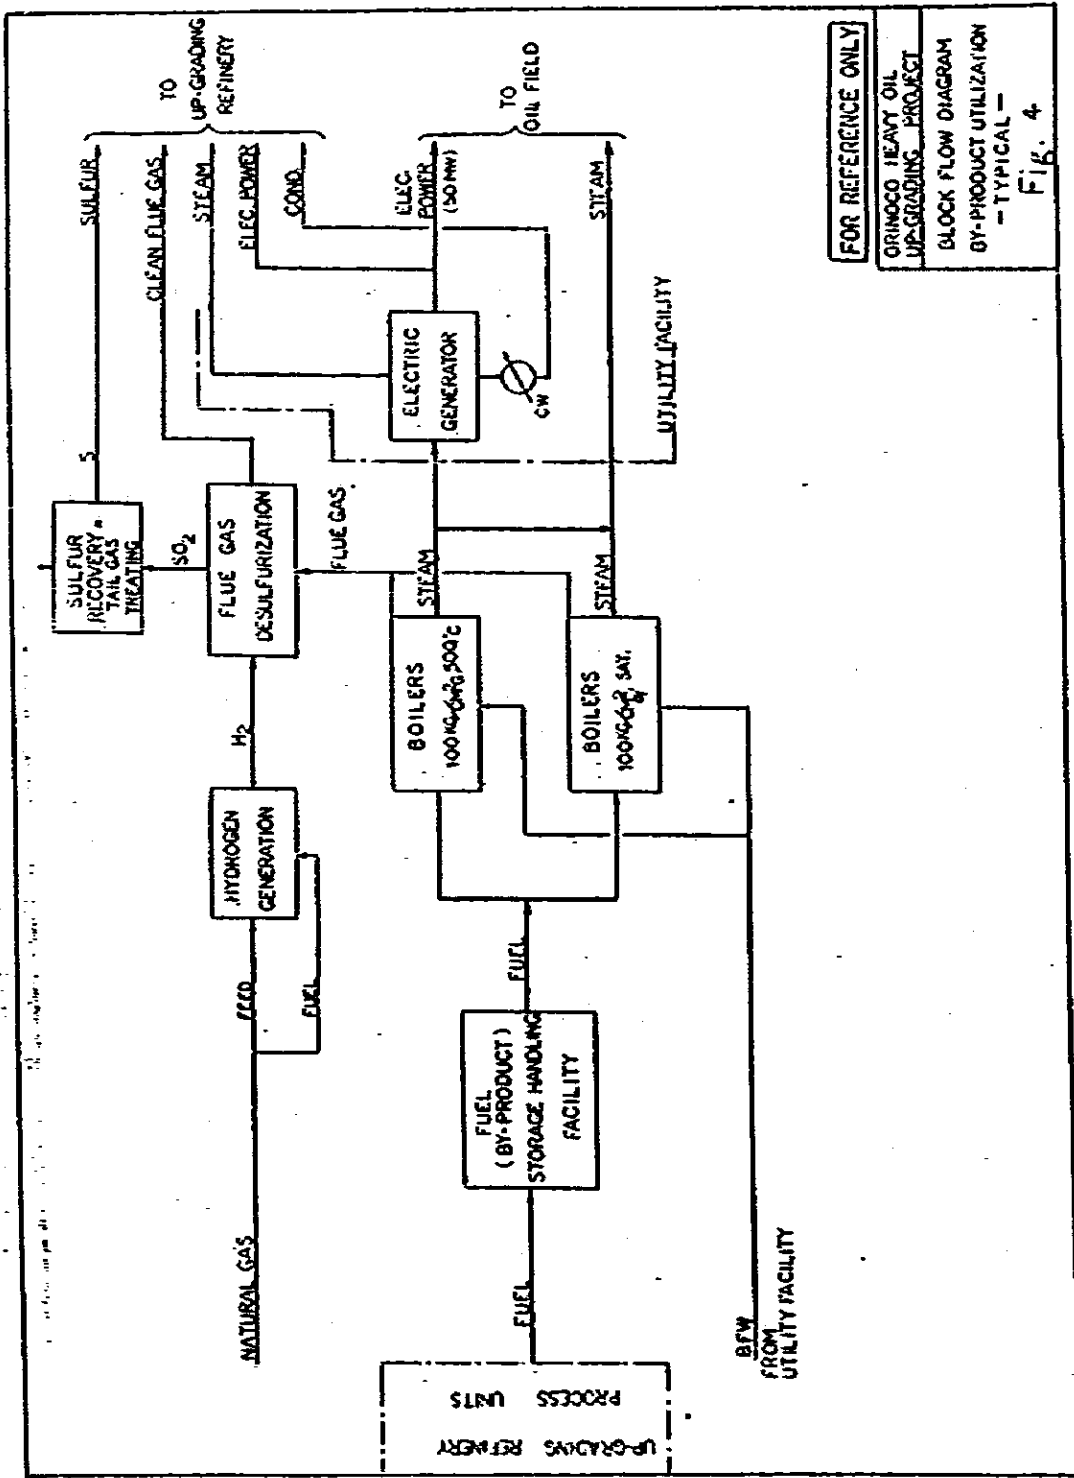 UP-GRADING REFINERY
PROCESS UNITS
NATURAL GAS
FEED
FUEL
HYDROGEN
GENERATION
H2
FLUE GAS
DESULFURIZATION
SO2
SULFUR
RECOVERY
TAIL GAS
TREATING
S
SULFUR
CLEAN FLUE GAS
STEAM
ELEC. POWER
COND.
TO
UP-GRADING
REFINERY
FUEL
FUEL
(BY-PRODUCT)
STORAGE HANDLING
FACILITY
FUEL
BOILERS
100 KG/CM²G, 500°C
STEAM
FLUE GAS
ELECTRIC
GENERATOR
CW
ELEC.
POWER
TO
OIL FIELD
BOILERS
STEAM
STEAM
UTILITY FACILITY
BFW
FROM
UTILITY FACILITY
FOR REFERENCE ONLY
ORINOCO HEAVY OIL
UP-GRADING PROJECT
BLOCK FLOW DIAGRAM
BY-PRODUCT UTILIZATION
- TYPICAL -
Fig. 4